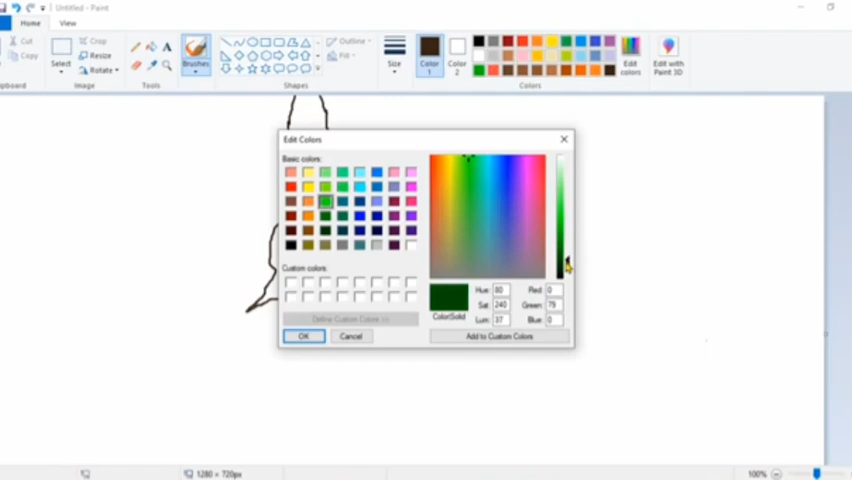 Untitled - Paint
Home View
Cut
Crop
Outline
Copy
Resize
Fill
Rotate
Select
Brushes
Size
Color 1
Color 2
Edit colors
Edit with Paint 3D
Clipboard
Image
Tools
Shapes
Colors
Edit Colors
Basic colors:
Custom colors:
Define Custom Colors >>
OK Cancel
Color|Solid
Hue: 80 Red: 0
Sat: 240 Green: 79
Lum: 37 Blue: 0
Add to Custom Colors
1280 × 720px
100%